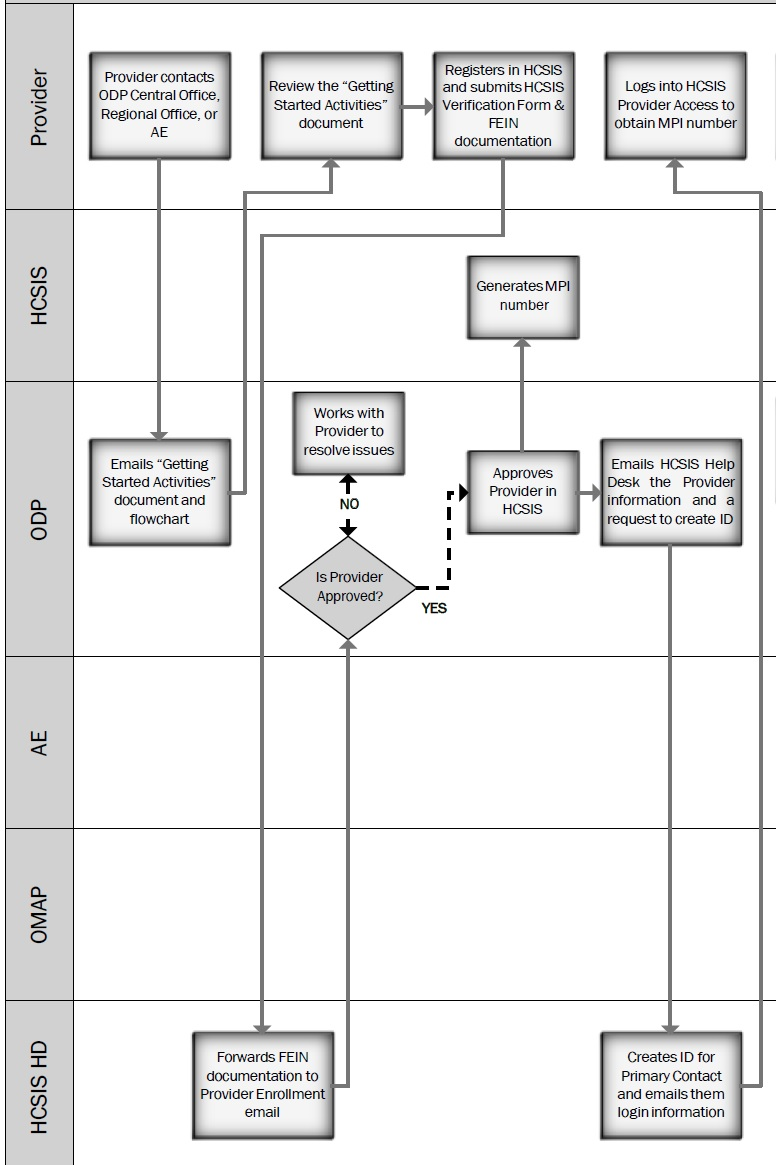 Provider
Provider contacts
ODP Central Office,
Regional Office, or
AE
Review the “Getting
Started Activities”
document
Registers in HCSIS
and submits HCSIS
Verification Form &
FEIN
documentation
Logs into HCSIS
Provider Access to
obtain MPI number
HCSIS
Generates MPI
number
ODP
Emails “Getting
Started Activities”
document and
flowchart
Works with
Provider to
resolve issues
NO
Is Provider
Approved?
YES
Approves
Provider in
HCSIS
Emails HCSIS Help
Desk the Provider
information and a
request to create ID
AE
OMAP
HCSIS HD
Forwards FEIN
documentation to
Provider Enrollment
email
Creates ID for
Primary Contact
and emails them
login information